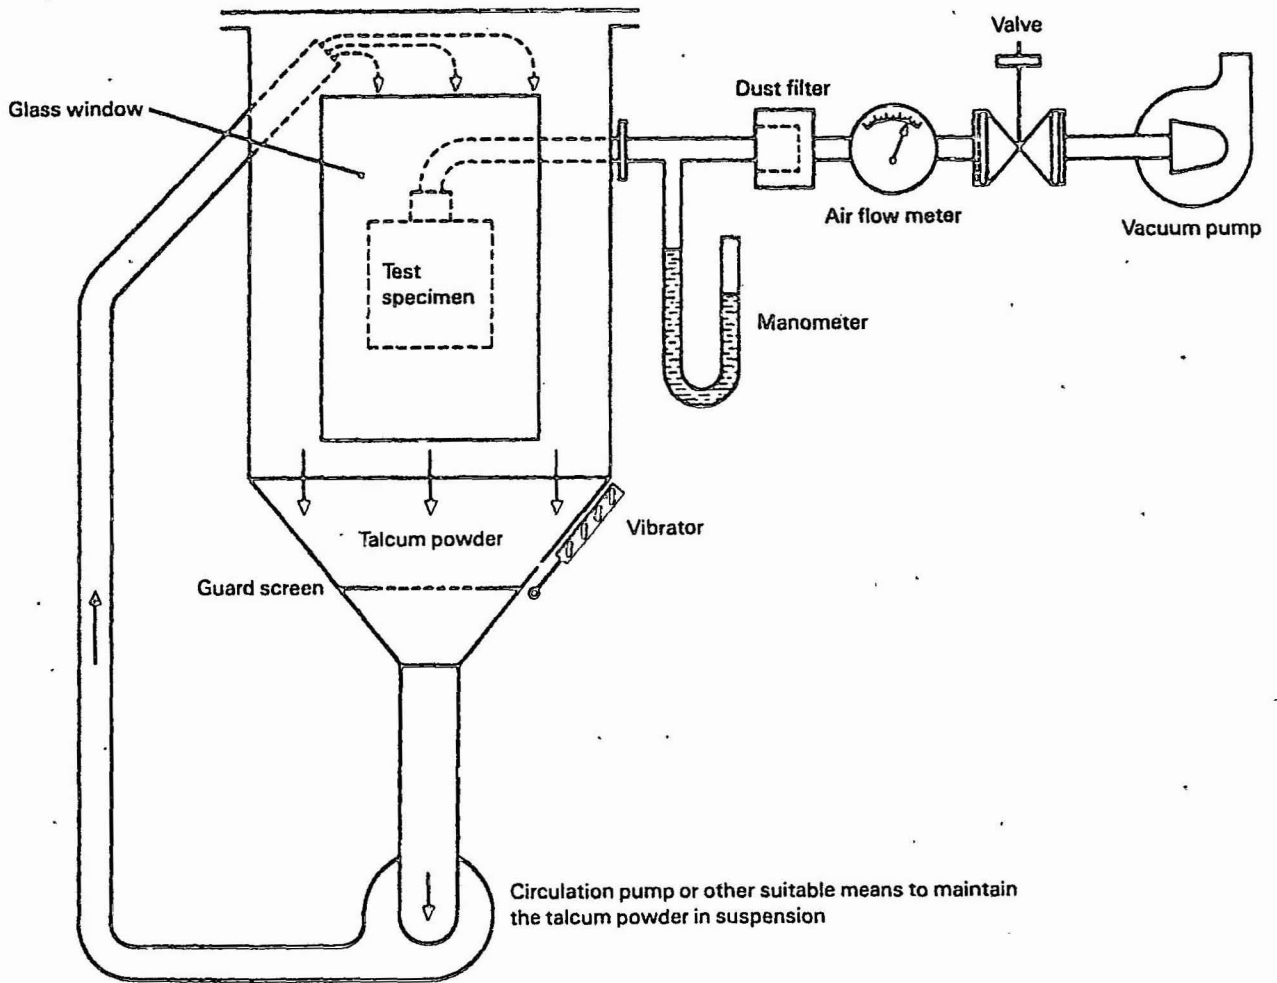 Valve
Glass window
Dust filter
Air flow meter
Vacuum pump
Test
specimen
Manometer
Talcum powder
Vibrator
Guard screen
Circulation pump or other suitable means to maintain
the talcum powder in suspension